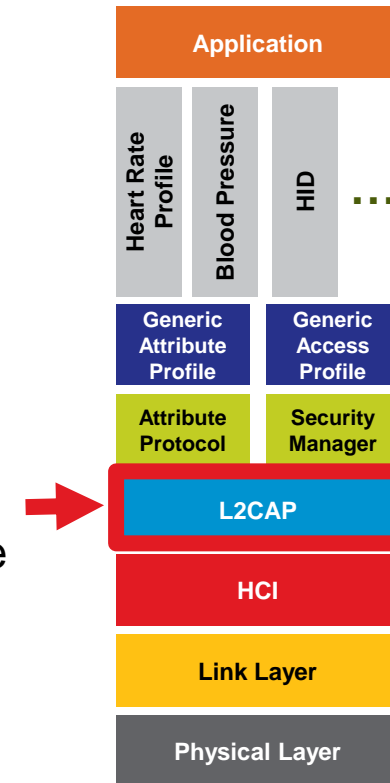 Application
Heart Rate
Profile
Blood Pressure
HID
...
Generic
Attribute
Profile
Generic
Access
Profile
Attribute
Protocol
Security
Manager
L2CAP
e
HCI
Link Layer
Physical Layer